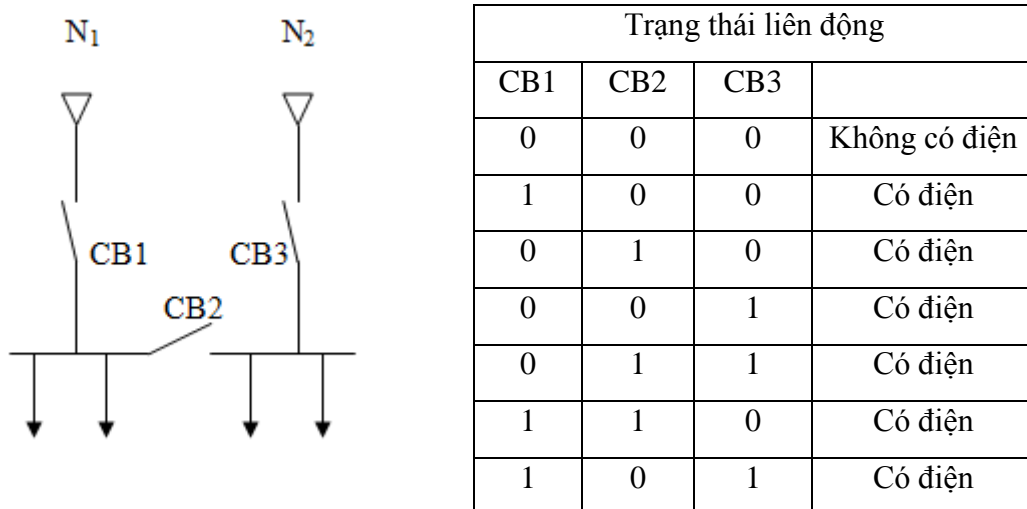 N₁ N₂
CB1 CB3
CB2
Trạng thái liên động
CB1 CB2 CB3
0 0 0 Không có điện
1 0 0 Có điện
0 1 0 Có điện
0 0 1 Có điện
0 1 1 Có điện
1 1 0 Có điện
1 0 1 Có điện